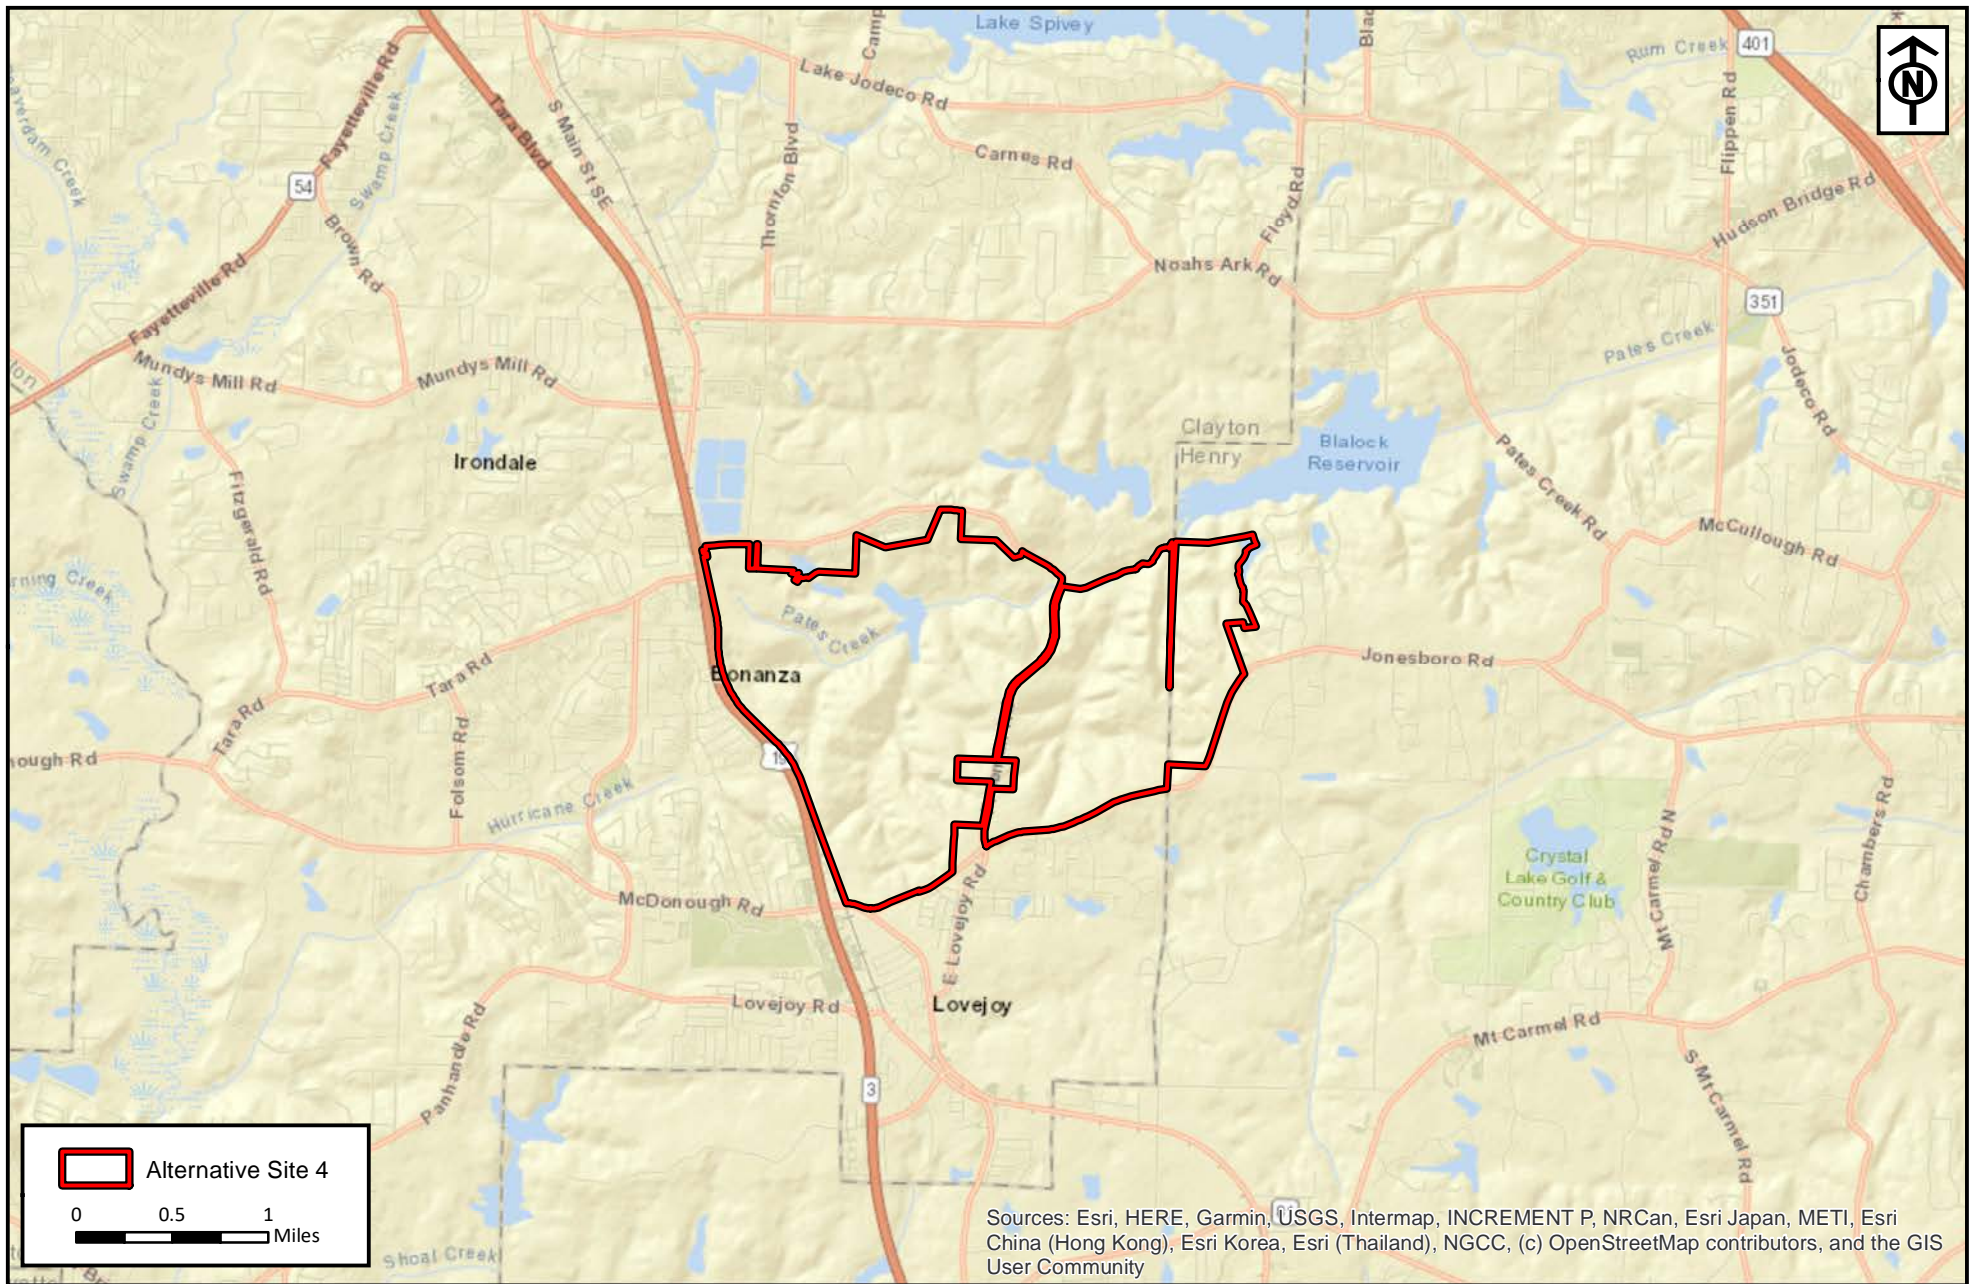 Lake Spivey
Camp
Rum Creek
401
N
Fayetteville Rd
Tara Blvd
S Main St SE
Lake Jodeco Rd
Flippen Rd
Swamp Creek
Thornton Blvd
Carnes Rd
54
Brown Rd
Floyd Rd
Hudson Bridge Rd
Noahs Ark Rd
Fayetteville Rd
351
Pates Creek
Mundys Mill Rd
Mundys Mill Rd
Jodeco Rd
Swamp Creek
Clayton
Henry
Blalock
Reservoir
Irondale
Pates Creek Rd
Fitzgerald Rd
McCullough Rd
Pates Creek
Jonesboro Rd
Bonanza
Tara Rd
Tara Rd
Folsom Rd
19
Hurricane Creek
Chambers Rd
Mt Carmel Rd N
Crystal
Lake Golf &
Country Club
McDonough Rd
E Lovejoy Rd
Lovejoy Rd
Lovejoy
Mt Carmel Rd
Panhandle Rd
S Mt Carmel Rd
3
Alternative Site 4
0 0.5 1
Miles
Shoal Creek
Sources: Esri, HERE, Garmin, USGS, Intermap, INCREMENT P, NRCan, Esri Japan, METI, Esri
China (Hong Kong), Esri Korea, Esri (Thailand), NGCC, (c) OpenStreetMap contributors, and the GIS
User Community